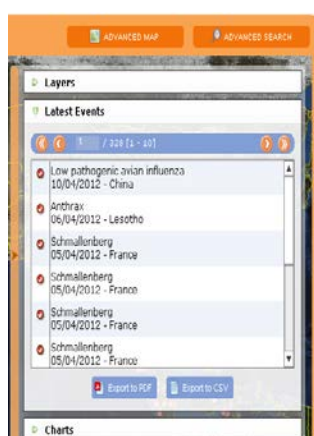 ADVANCED MAP
ADVANCED SEARCH
Layers
Latest Events
1 / 328 [1 - 10]
Low pathogenic avian influenza
10/04/2012 - China
Anthrax
06/04/2012 - Lesotho
Schmallenberg
05/04/2012 - France
Schmallenberg
05/04/2012 - France
Schmallenberg
05/04/2012 - France
Schmallenberg
05/04/2012 - France
Export to PDF
Export to CSV
Charts